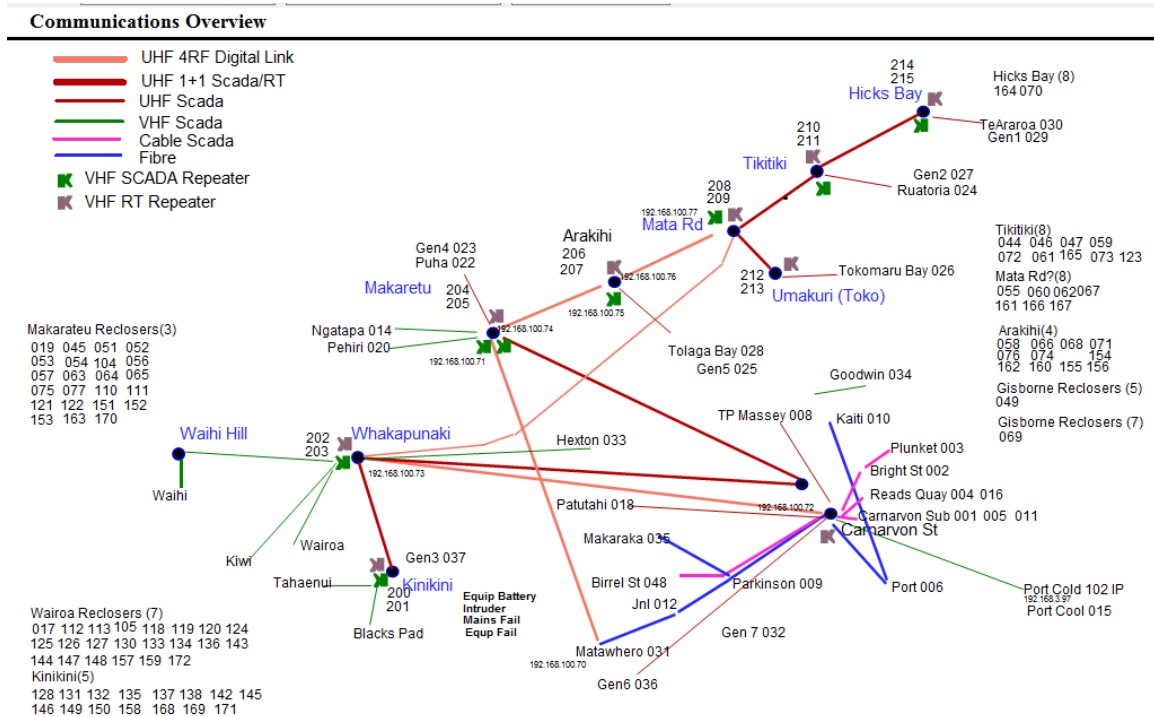 Communications Overview
UHF 4RF Digital Link
UHF 1+1 Scada/RT
UHF Scada
VHF Scada
Cable Scada
Fibre
VHF SCADA Repeater
VHF RT Repeater
214
215
Hicks Bay
Hicks Bay (8)
164 070
TeAraroa 030
Gen1 029
210
211
Tikitiki
Gen2 027
Ruatoria 024
208
209
192.168.100.77
Mata Rd
Arakihi
206
207
192.168.100.76
192.168.100.75
212
213
Tokomaru Bay 026
Umakuri (Toko)
Tikitiki(8)
044 046 047 059
072 061 165 073 123
Mata Rd?(8)
055 060 062 067
161 166 167
Arakihi(4)
058 066 068 071
076 074 154
162 160 155 156
Gisborne Reclosers (5)
049
Gisborne Reclosers (7)
069
Gen4 023
Puha 022
Makaretu
204
205
192.168.100.74
Ngatapa 014
Pehiri 020
192.168.100.71
Tolaga Bay 028
Gen5 025
Makarateu Reclosers(3)
019 045 051 052
053 054 104 056
057 063 064 065
075 077 110 111
121 122 151 152
153 163 170
Goodwin 034
TP Massey 008
Kaiti 010
Plunket 003
Bright St 002
Reads Quay 004 016
Carnarvon Sub 001 005 011
Carnarvon St
192.168.100.72
Waihi Hill
Waihi
202
203
Whakapunaki
192.168.100.73
Hexton 033
Patutahi 018
Makaraka 035
Birrel St 048
Parkinson 009
Jnl 012
Port 006
Port Cold 102 IP
192.168.3.97
Port Cool 015
Kiwi
Wairoa
Gen3 037
Tahaenui
Kinikini
200
201
Blacks Pad
Equip Battery
Intruder
Mains Fail
Equp Fail
Gen 7 032
Matawhero 031
192.168.100.70
Gen6 036
Wairoa Reclosers (7)
017 112 113 105 118 119 120 124
125 126 127 130 133 134 136 143
144 147 148 157 159 172
Kinikini(5)
128 131 132 135 137 138 142 145
146 149 150 158 168 169 171